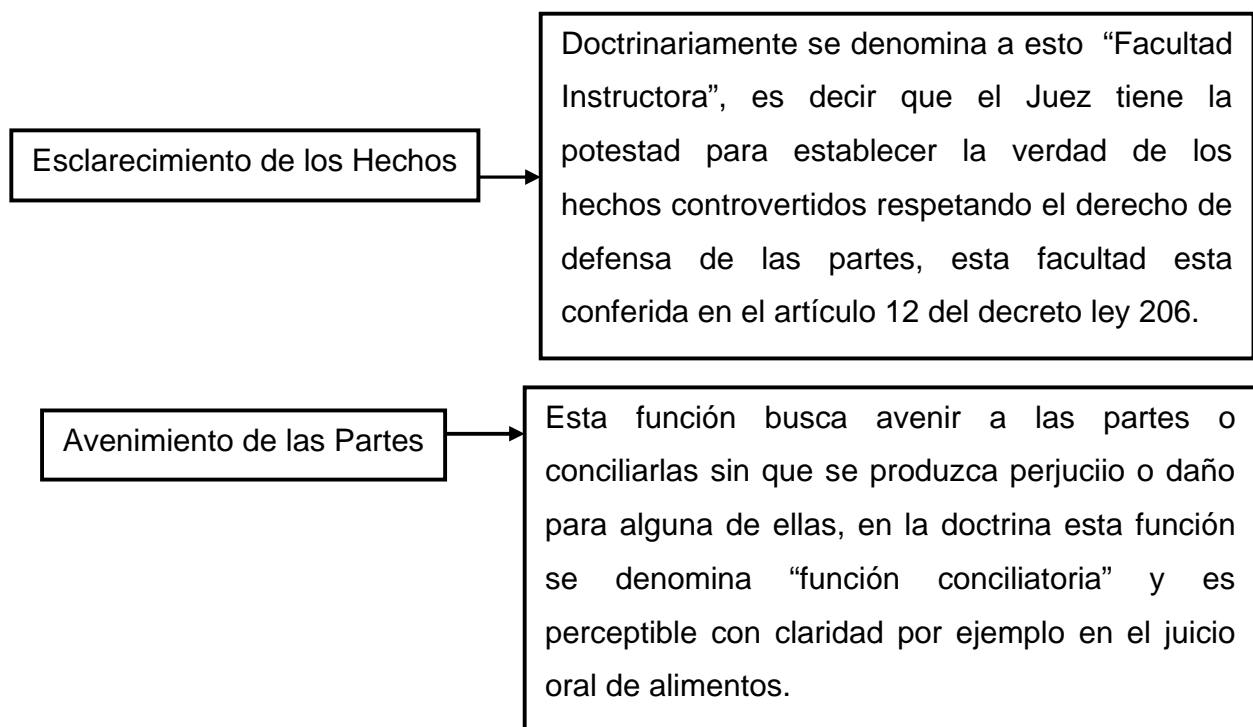 Esclarecimiento de los Hechos
Doctrinariamente se denomina a esto “Facultad
Instructora”, es decir que el Juez tiene la
potestad para establecer la verdad de los
hechos controvertidos respetando el derecho de
defensa de las partes, esta facultad esta
conferida en el artículo 12 del decreto ley 206.
Avenimiento de las Partes
Esta función busca avenir a las partes o
conciliarlas sin que se produzca perjuciio o daño
para alguna de ellas, en la doctrina esta función
se denomina “función conciliatoria” y es
perceptible con claridad por ejemplo en el juicio
oral de alimentos.